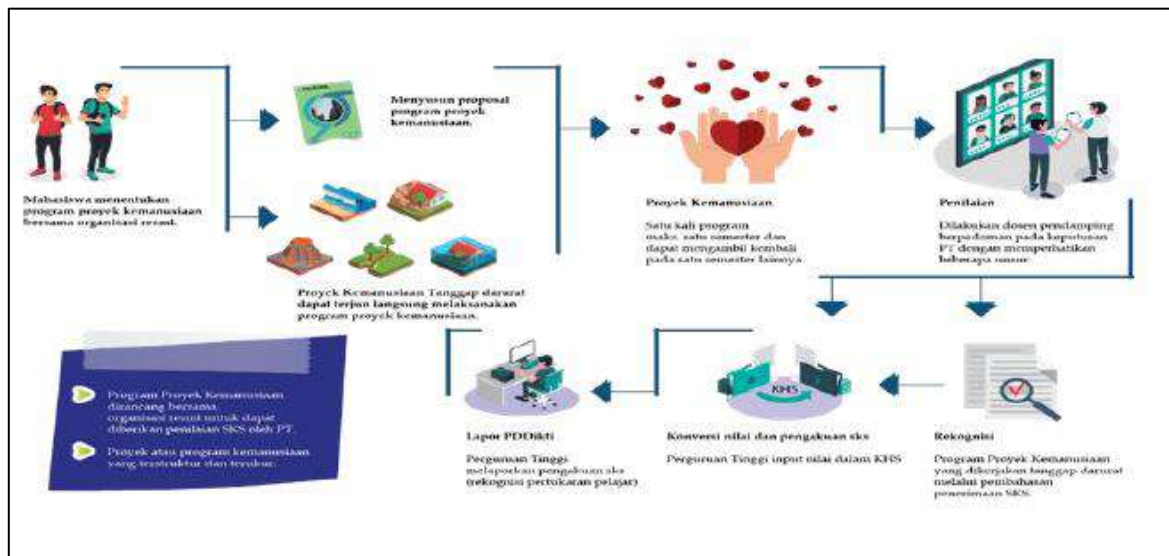 Mahasiswa menentukan
program proyek kemanusiaan
bersama organisasi resmi.
Menyusun proposal
program proyek
kemanusiaan.
Proyek Kemanusiaan Tanggap darurat
dapat terjun langsung melaksanakan
program proyek kemanusiaan.
Proyek Kemanusiaan
Satu kali program
maks. satu semester dan
dapat mengambil kembali
pada satu semester lainnya
Penilaian
Dilakukan dosen pendamping
berpedoman pada keputusan
PT dengan memperhatikan
beberapa unsur.
Rekognisi
Program Proyek Kemanusiaan
yang dikerjakan tanggap darurat
melalui pembahasan
penerimaan SKS.
KHS
Konversi nilai dan pengakuan sks
Perguruan Tinggi input nilai dalam KHS
Lapor PDDikti
Perguruan Tinggi
melaporkan pengakuan sks
(rekognisi pertukaran pelajar)
Program Proyek Kemanusiaan
dirancang bersama
organisasi resmi untuk dapat
diberikan penilaian SKS oleh PT.
Proyek atau program kemanusiaan
yang terstruktur dan terukur.